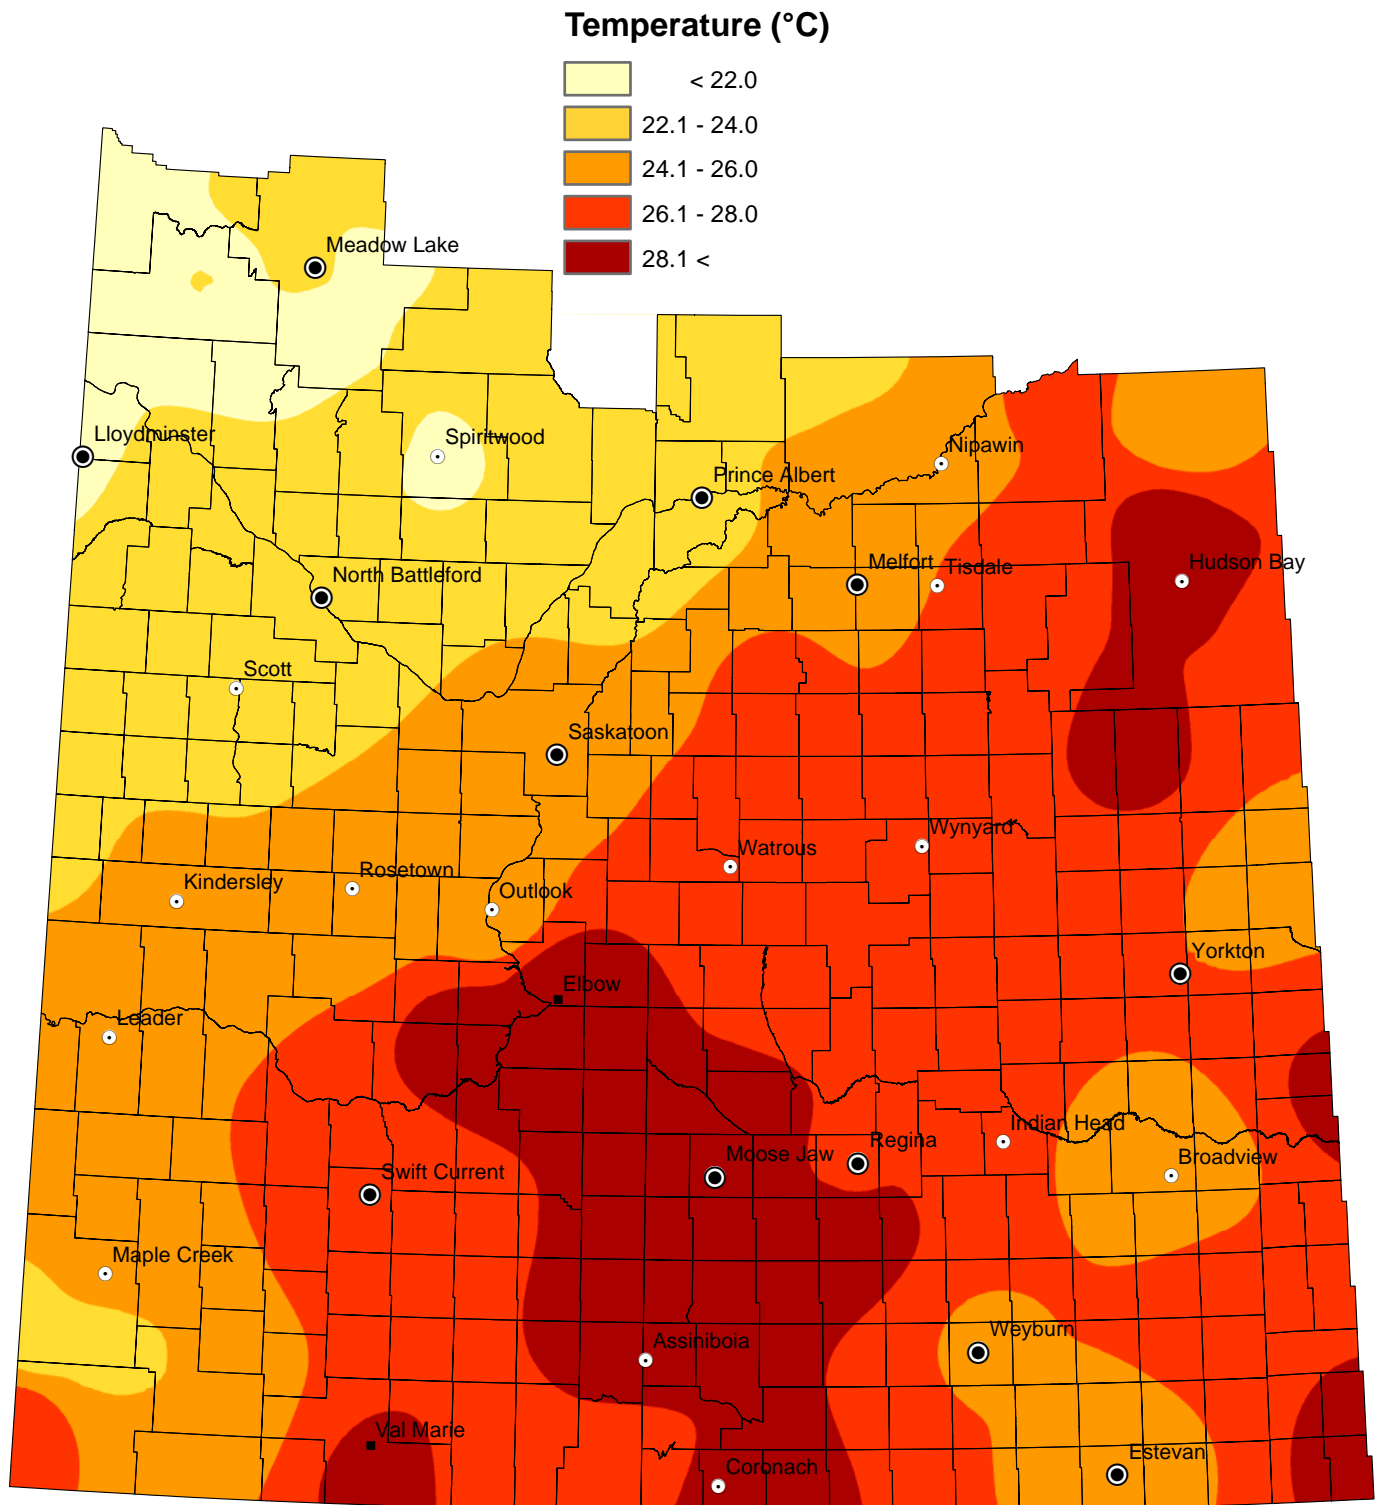 Temperature (°C)
< 22.0
22.1 - 24.0
24.1 - 26.0
26.1 - 28.0
28.1 <
Meadow Lake
Lloydminster
Spiritwood
Nipawin
Prince Albert
Hudson Bay
Melfort
Tisdale
North Battleford
Scott
Saskatoon
Wynyard
Watrous
Rosetown
Kindersley
Outlook
Yorkton
Elbow
Leader
Indian Head
Regina
Moose Jaw
Broadview
Swift Current
Maple Creek
Weyburn
Assiniboia
Val Marie
Estevan
Coronach